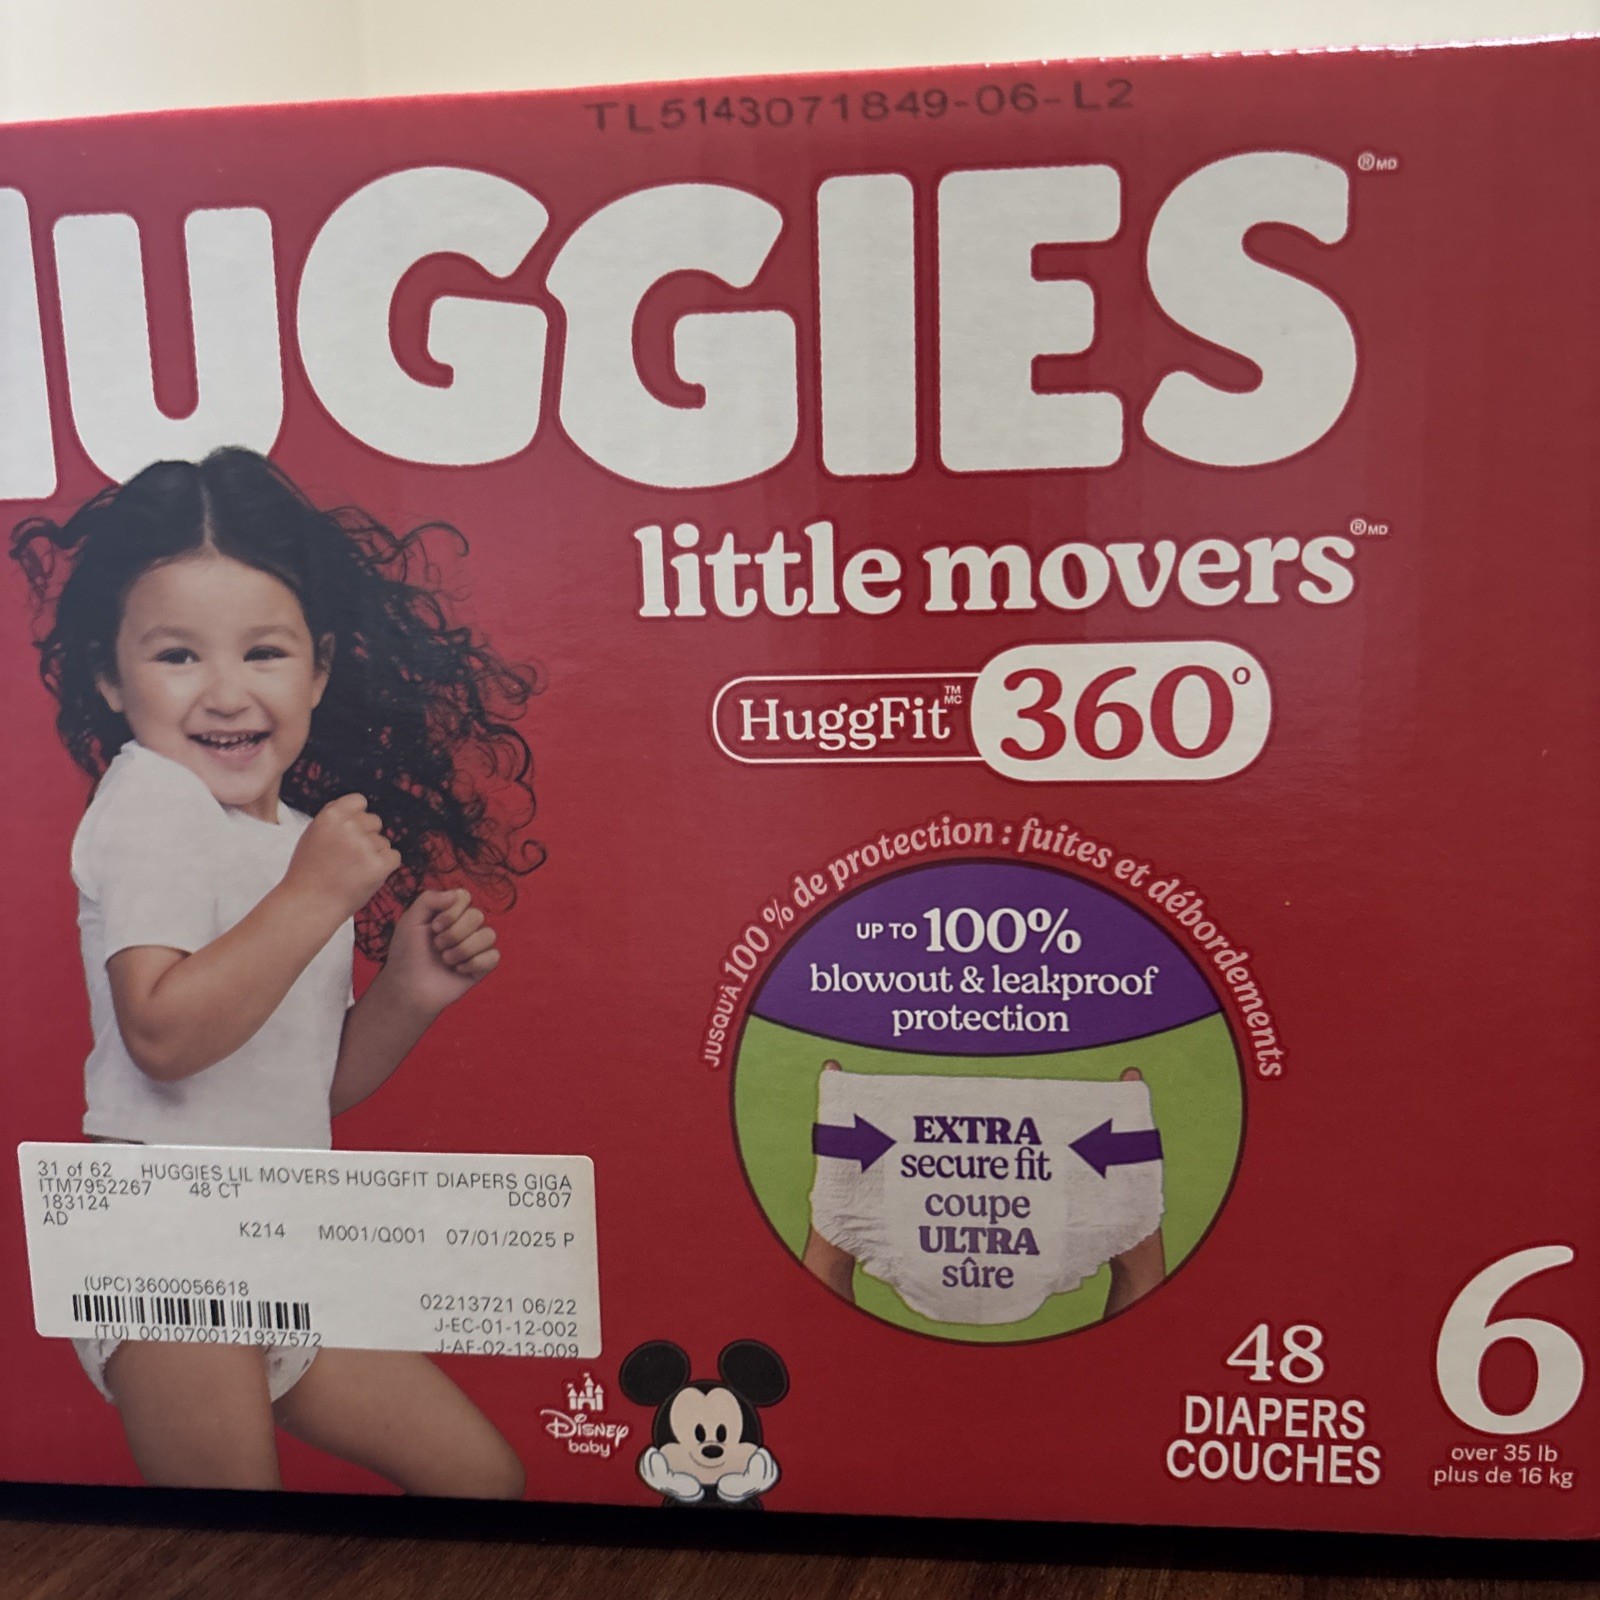 TL5143071849-06-L2
HUGGIES®MD
little movers®MD
HuggFit™MC 360°
JUSQU'À 100 % de protection : fuites et débordements
UP TO 100%
blowout & leakproof
protection
EXTRA
secure fit
coupe
ULTRA
sûre
31 of 62 HUGGIES LIL MOVERS HUGGFIT DIAPERS GIGA
ITM7952267 48 CT DC807
183124
AD
K214 M001/Q001 07/01/2025 P
(UPC)3600056618
(TU) 0010700121937572
02213721 06/22
J-EC-01-12-002
J-AF-02-13-009
Disney
baby
48
DIAPERS
COUCHES
6
over 35 lb
plus de 16 kg